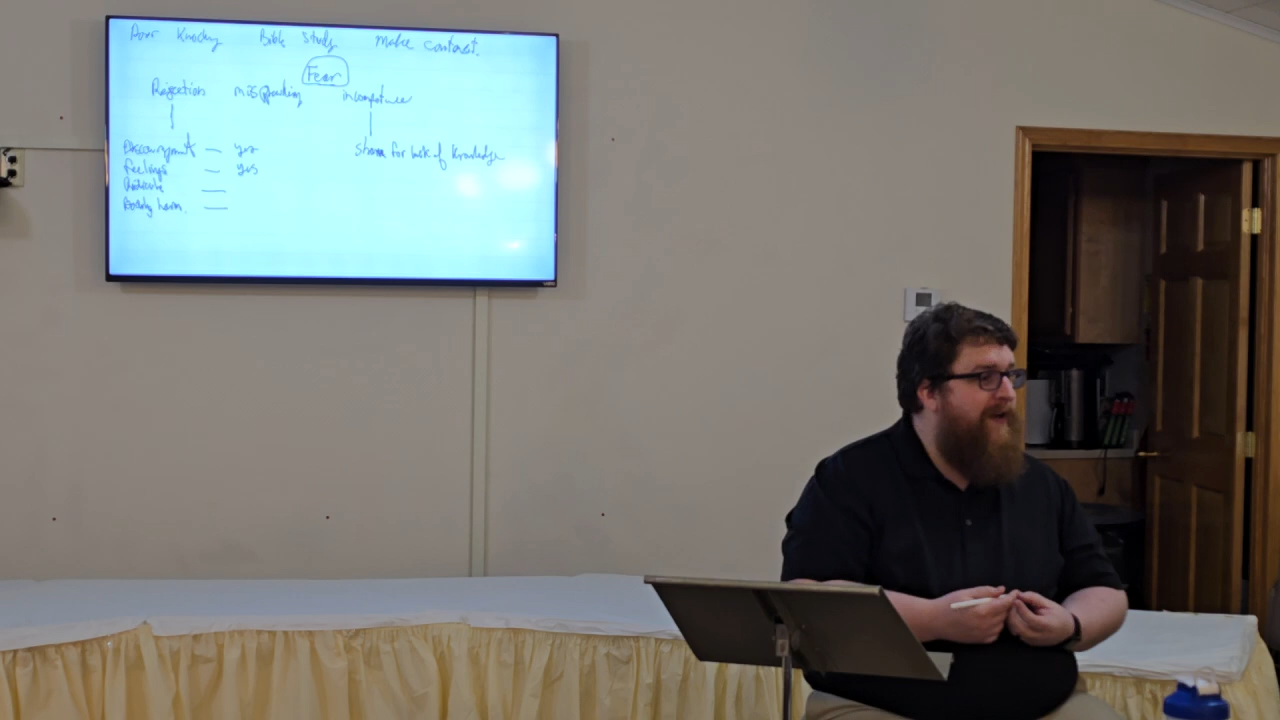 Door Knocking Bible Study Make contact.
Fear
Rejection misspeaking incompetence
Discouragement — yes
Feelings — yes
Ridicule —
Bodily harm. —
Shame for lack of knowledge